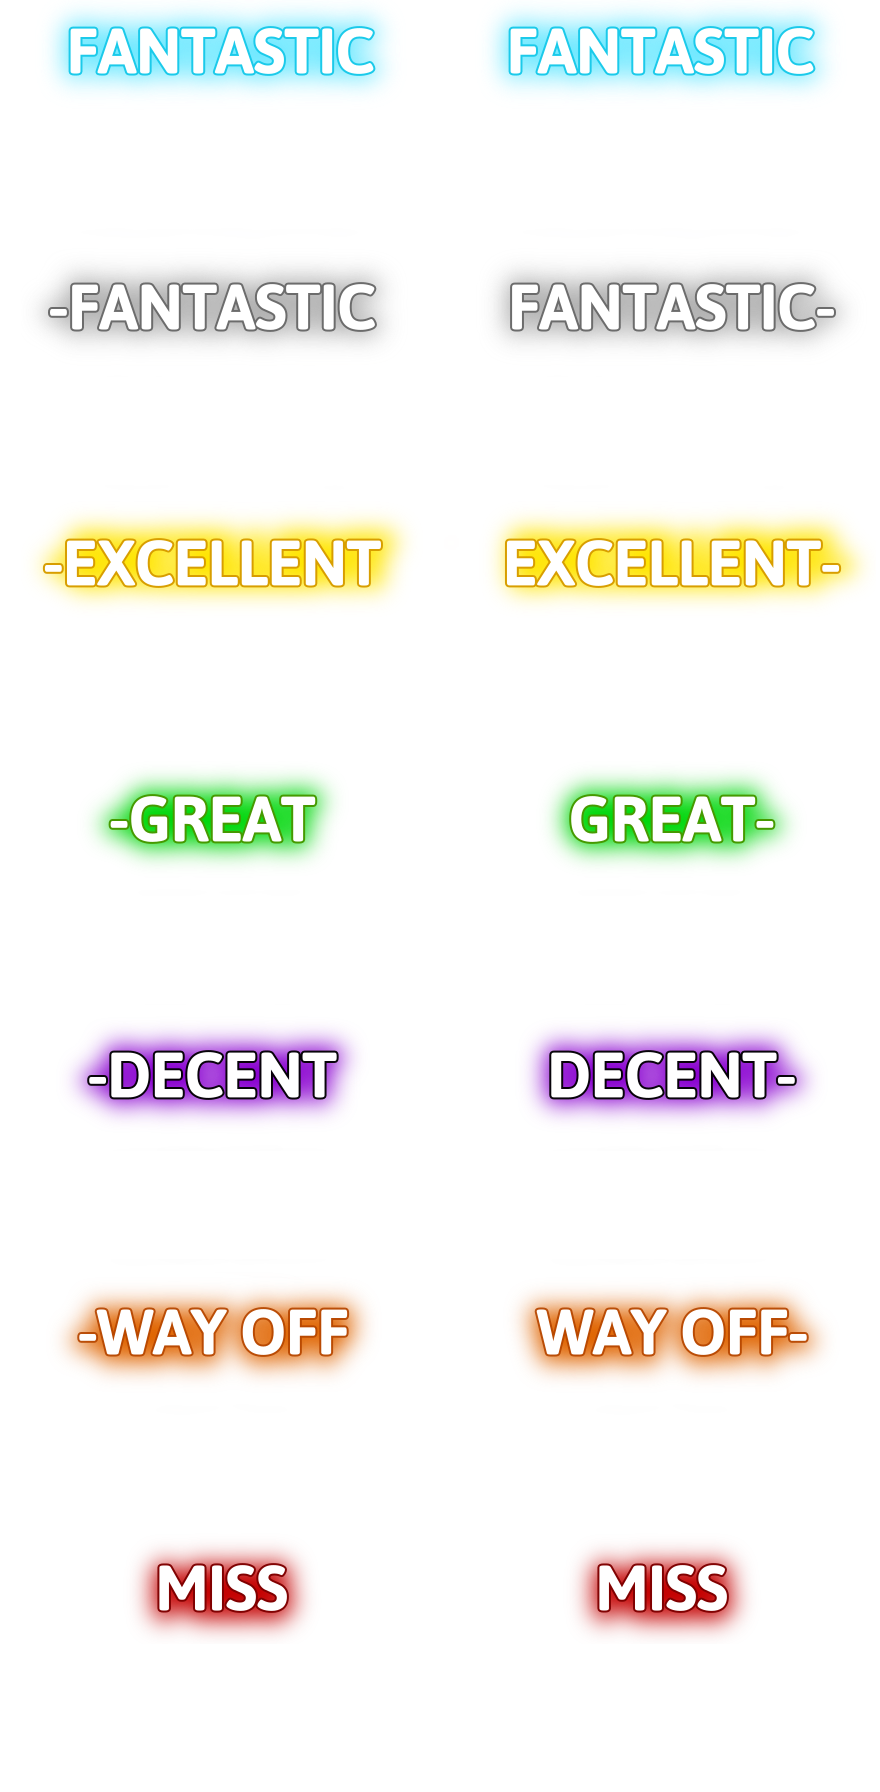 FANTASTIC FANTASTIC
-FANTASTIC FANTASTIC-
-EXCELLENT EXCELLENT-
-GREAT GREAT-
-DECENT DECENT-
-WAY OFF WAY OFF-
MISS MISS